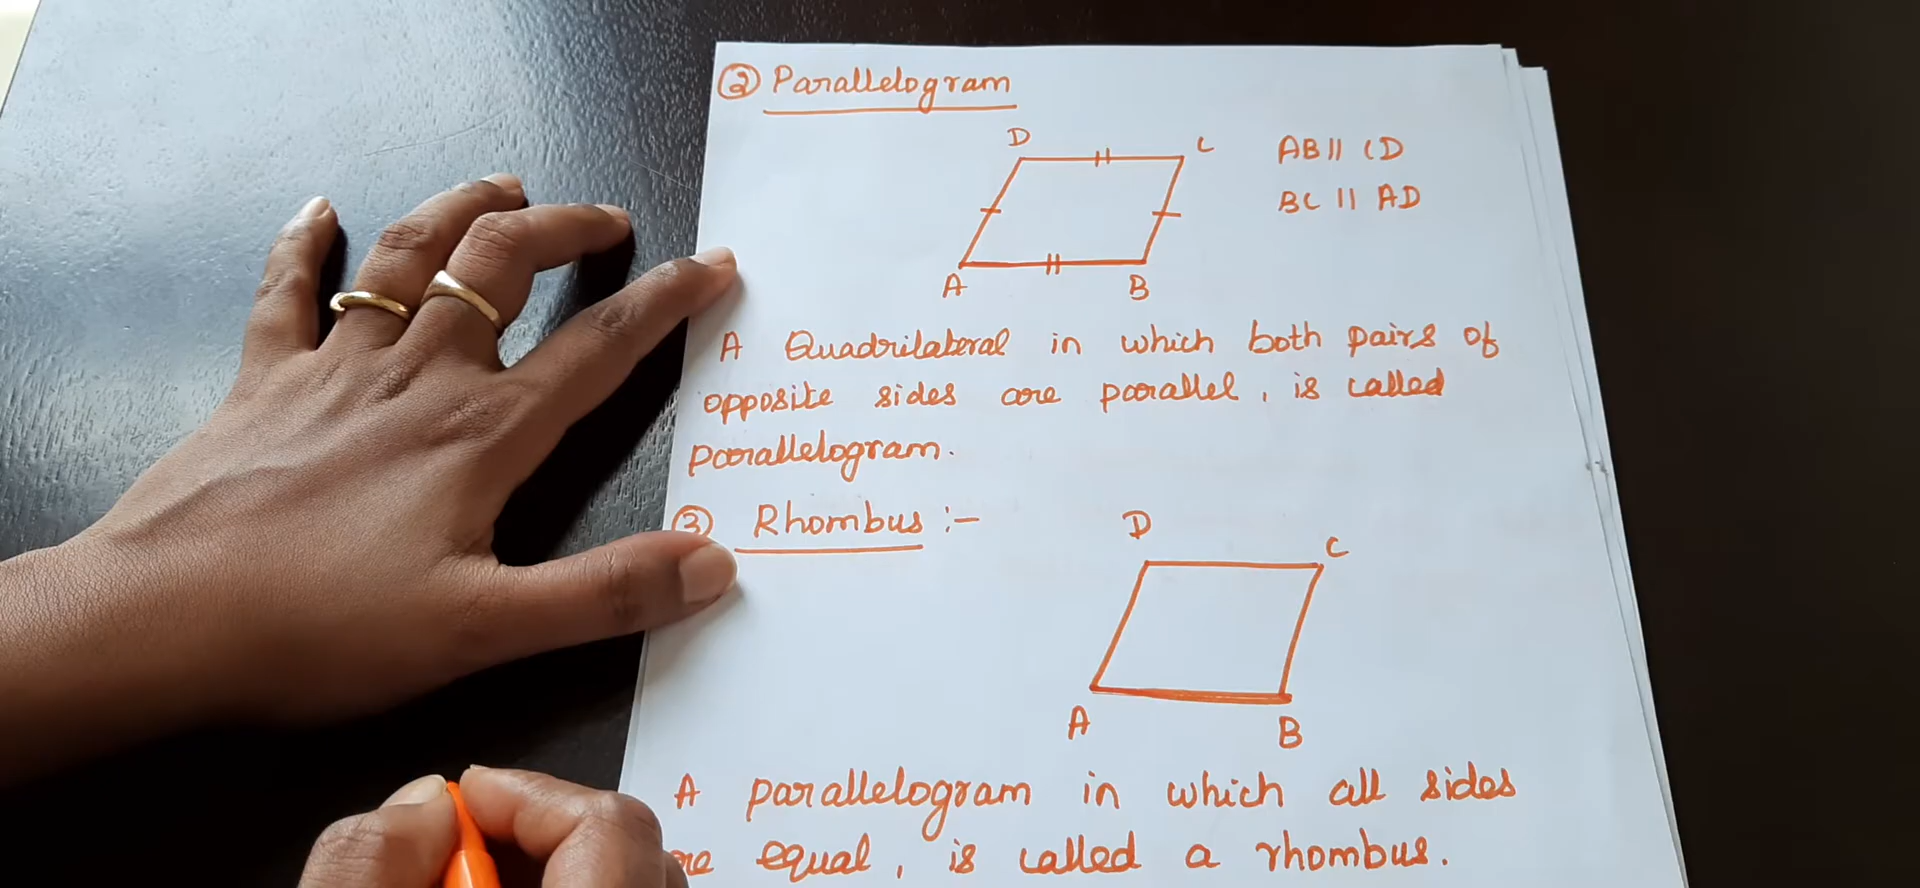 ② Parallelogram
D C
AB || CD
BC || AD
A B
A Quadrilateral in which both pairs of
opposite sides are parallel, is called
parallelogram.
③ Rhombus :-
D C
A B
A parallelogram in which all sides
are equal, is called a rhombus.